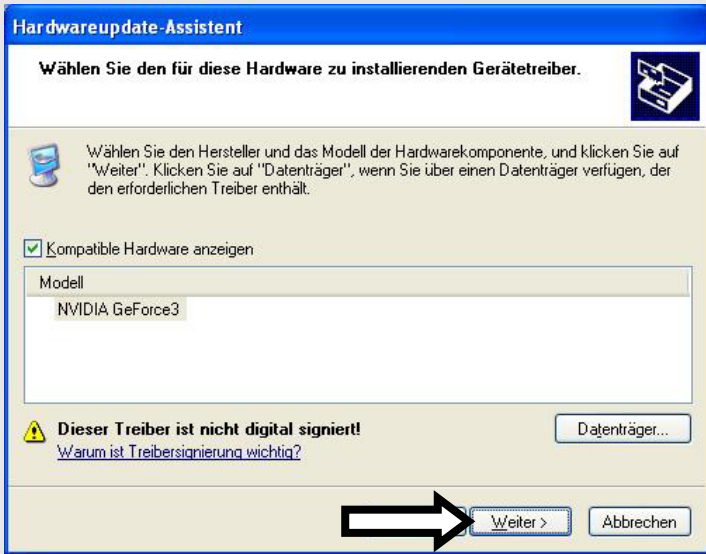 Hardwareupdate-Assistent
Wählen Sie den für diese Hardware zu installierenden Gerätetreiber.
Wählen Sie den Hersteller und das Modell der Hardwarekomponente, und klicken Sie auf
"Weiter". Klicken Sie auf "Datenträger", wenn Sie über einen Datenträger verfügen, der
den erforderlichen Treiber enthält.
Kompatible Hardware anzeigen
Modell
NVIDIA GeForce3
Dieser Treiber ist nicht digital signiert!
Datenträger...
Warum ist Treibersignierung wichtig?
Weiter >
Abbrechen